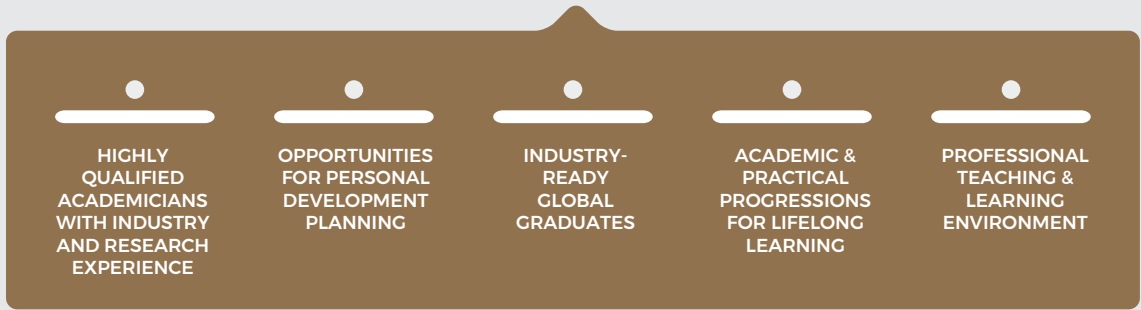 HIGHLY
QUALIFIED
ACADEMICIANS
WITH INDUSTRY
AND RESEARCH
EXPERIENCE
OPPORTUNITIES
FOR PERSONAL
DEVELOPMENT
PLANNING
INDUSTRY-
READY
GLOBAL
GRADUATES
ACADEMIC &
PRACTICAL
PROGRESSIONS
FOR LIFELONG
LEARNING
PROFESSIONAL
TEACHING &
LEARNING
ENVIRONMENT